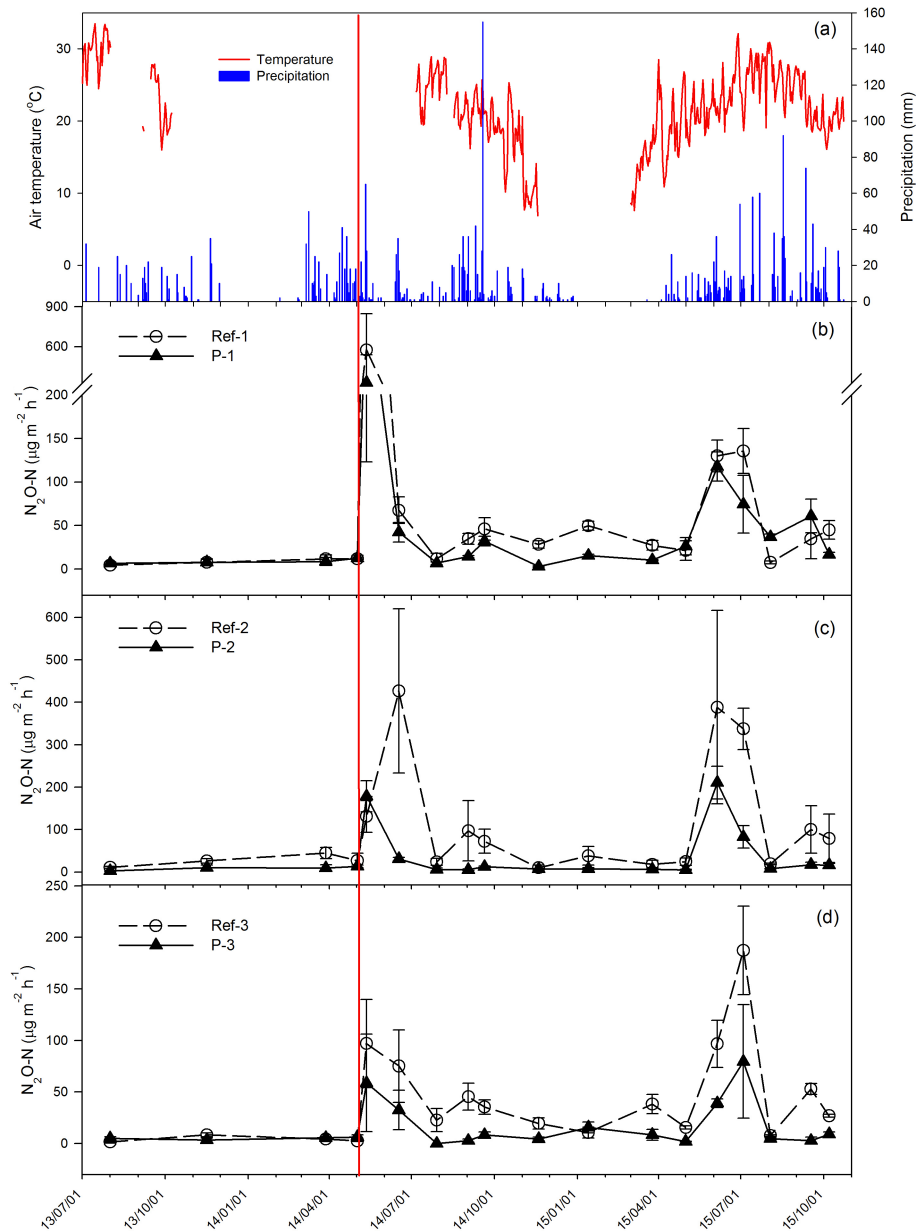 (a)
Temperature
Precipitation
Air temperature (°C)
30
20
10
0
Precipitation (mm)
160
140
120
100
80
60
40
20
0
(b)
Ref-1
P-1
N₂O-N (μg m⁻² h⁻¹)
900
600
200
150
100
50
0
(c)
Ref-2
P-2
N₂O-N (μg m⁻² h⁻¹)
600
500
400
300
200
100
0
(d)
Ref-3
P-3
N₂O-N (μg m⁻² h⁻¹)
250
200
150
100
50
0
13/07/01
13/10/01
14/01/01
14/04/01
14/07/01
14/10/01
15/01/01
15/04/01
15/07/01
15/10/01